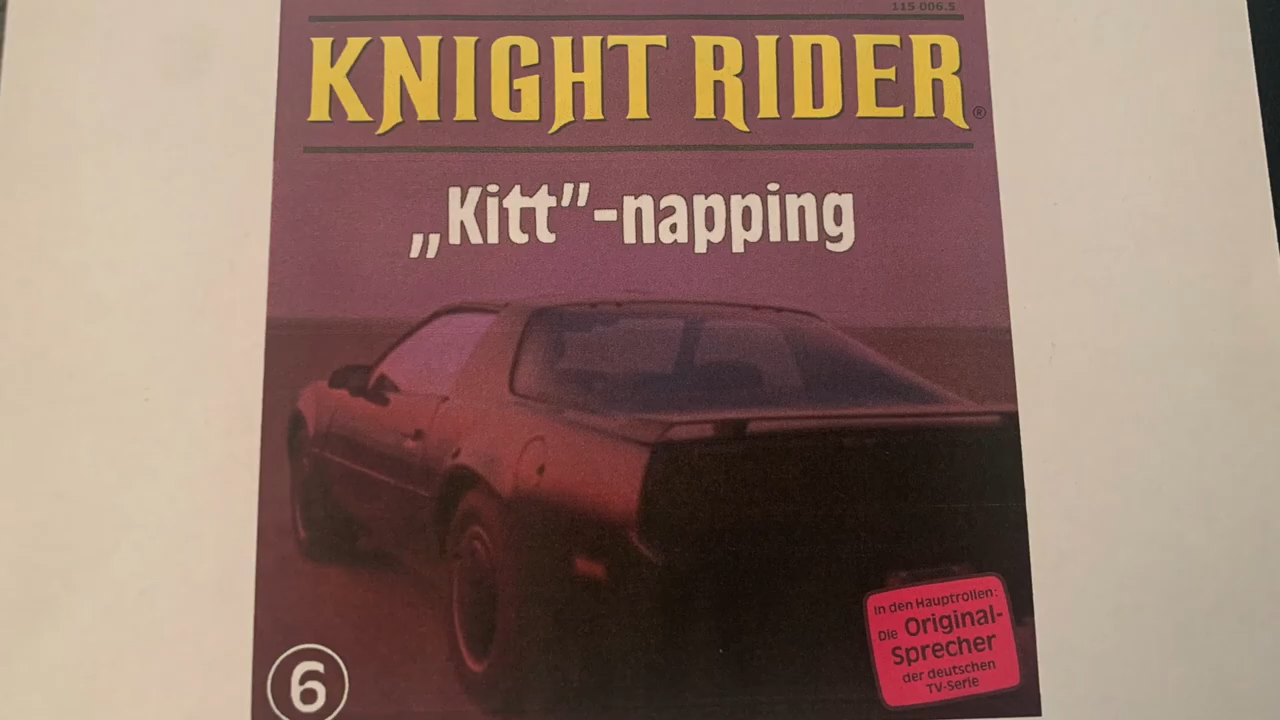 115 006.5
KNIGHT RIDER®
„Kitt”-napping
In den Hauptrollen:
Die Original-
Sprecher
der deutschen
TV-Serie
6